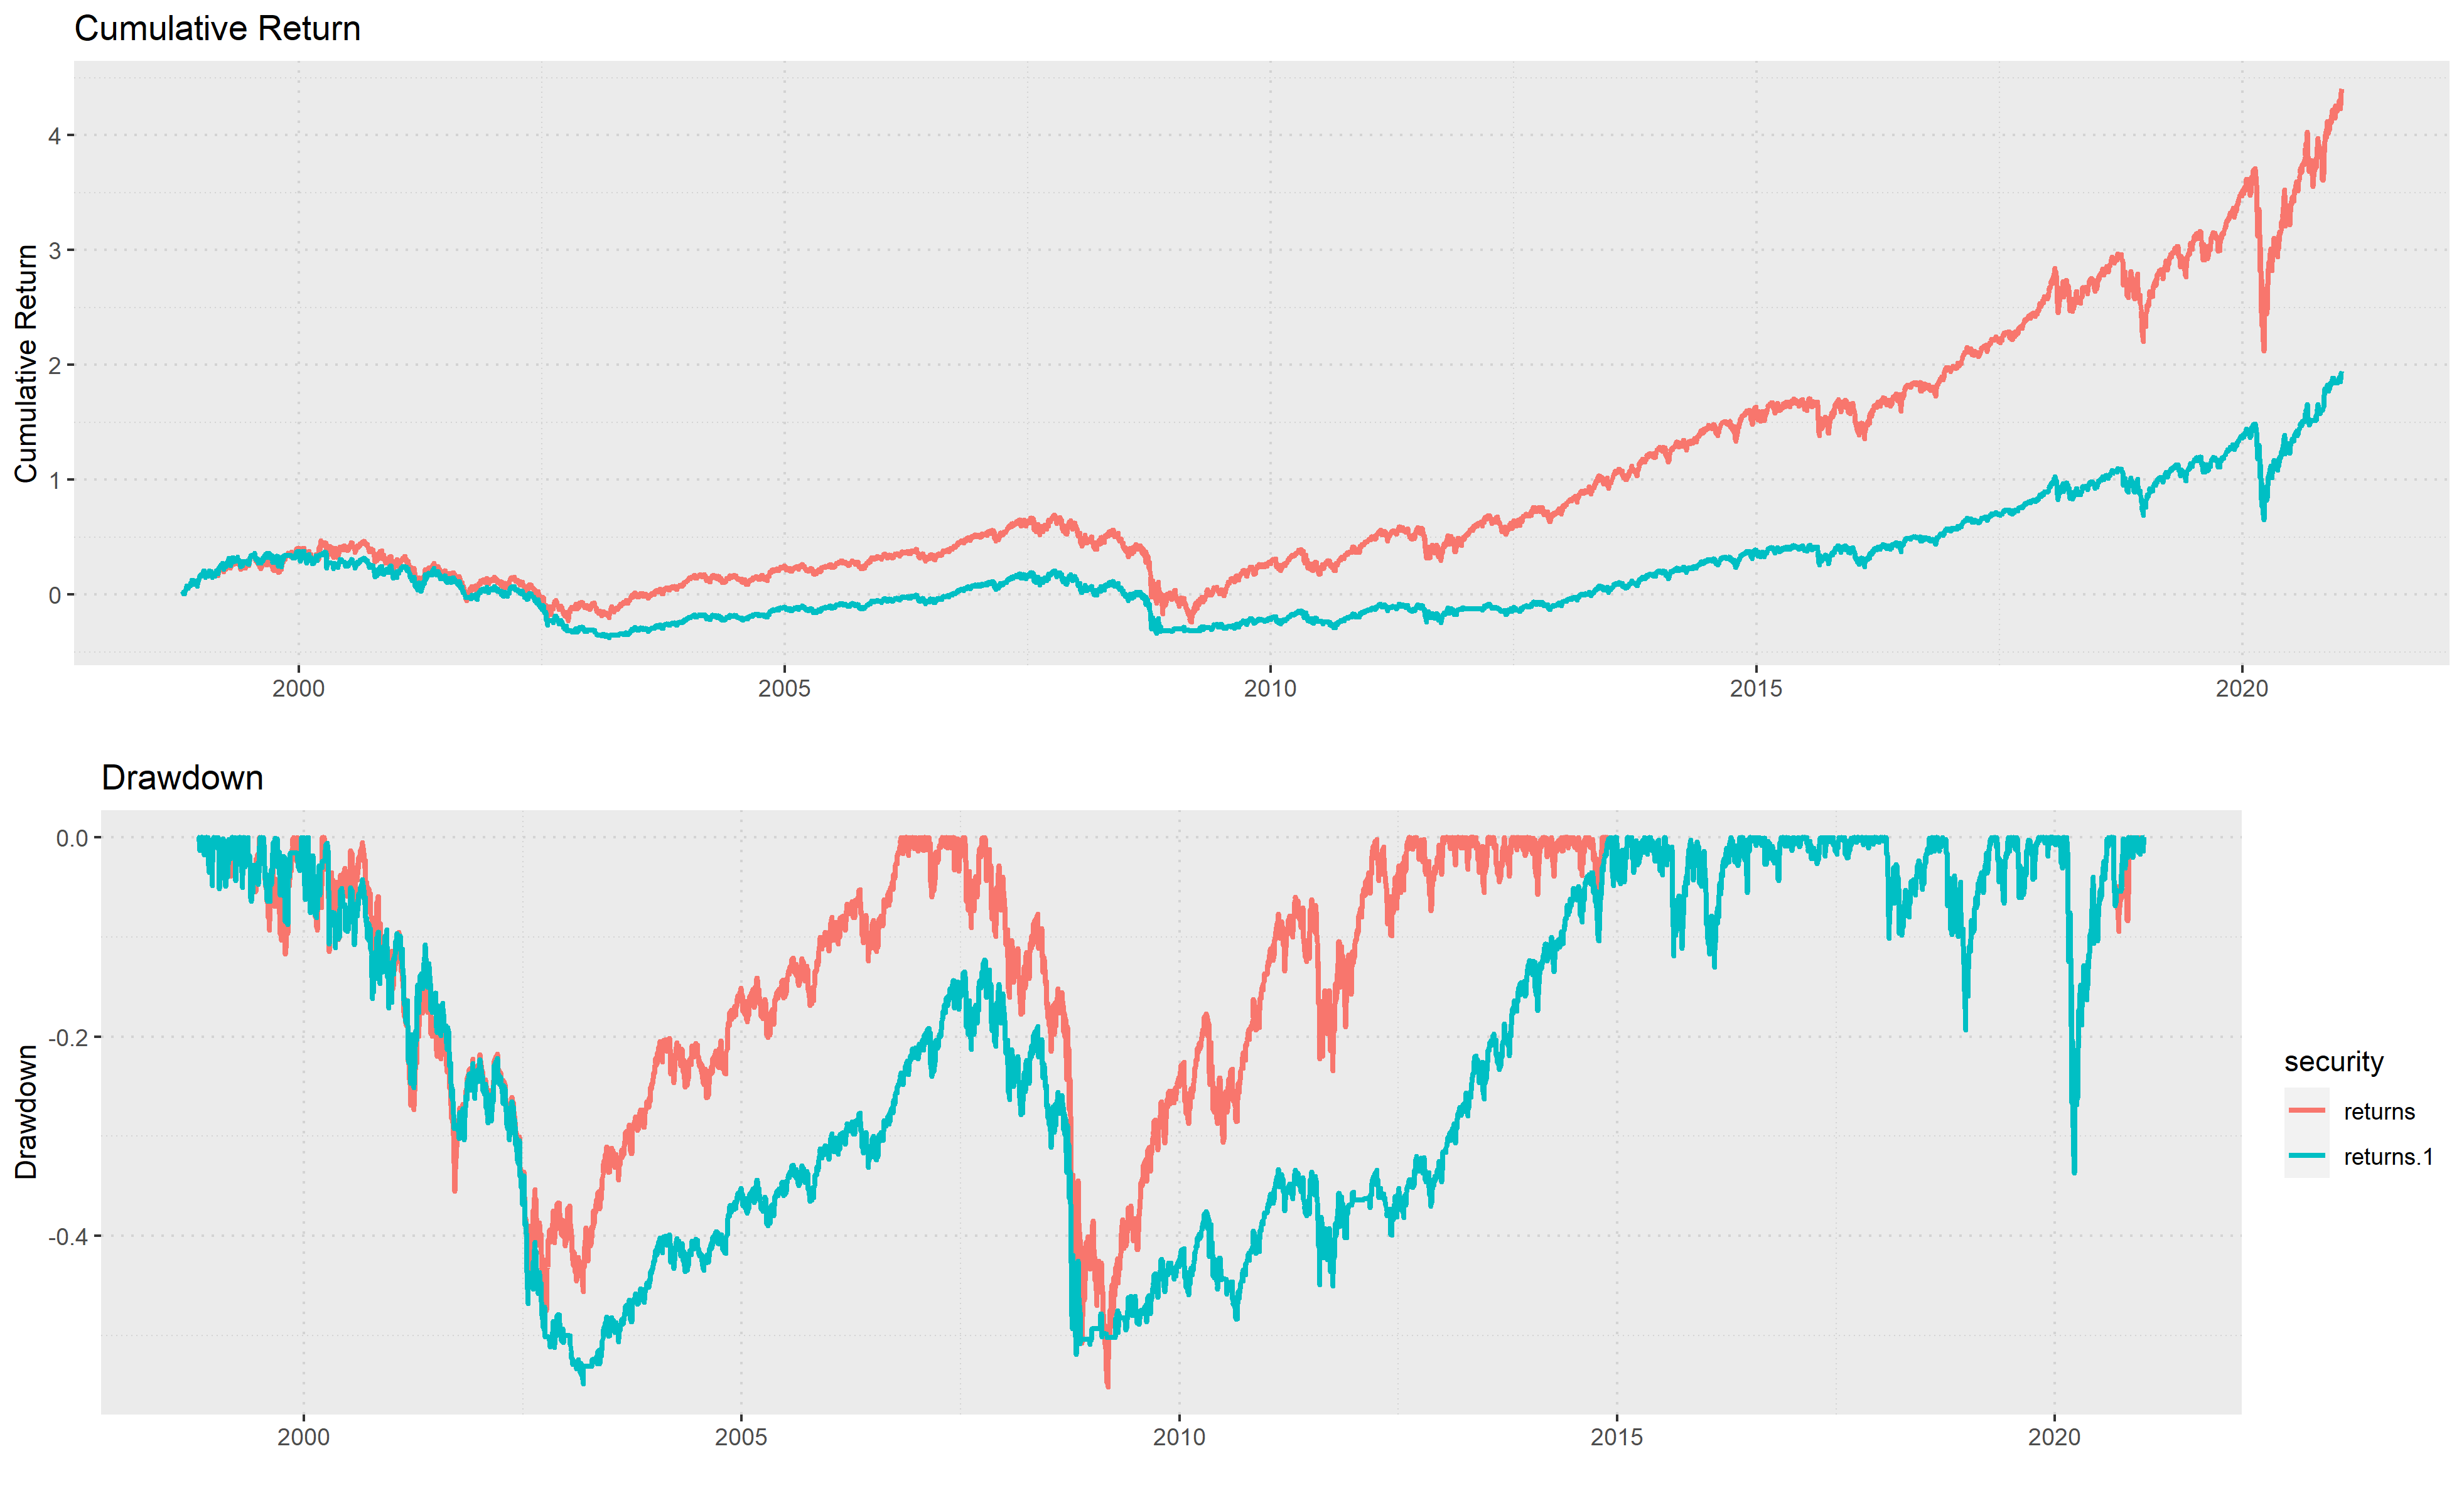 Cumulative Return
Cumulative Return
4
3
2
1
0
2000 2005 2010 2015 2020
Drawdown
Drawdown
0.0
-0.2
-0.4
2000 2005 2010 2015 2020
security
returns
returns.1